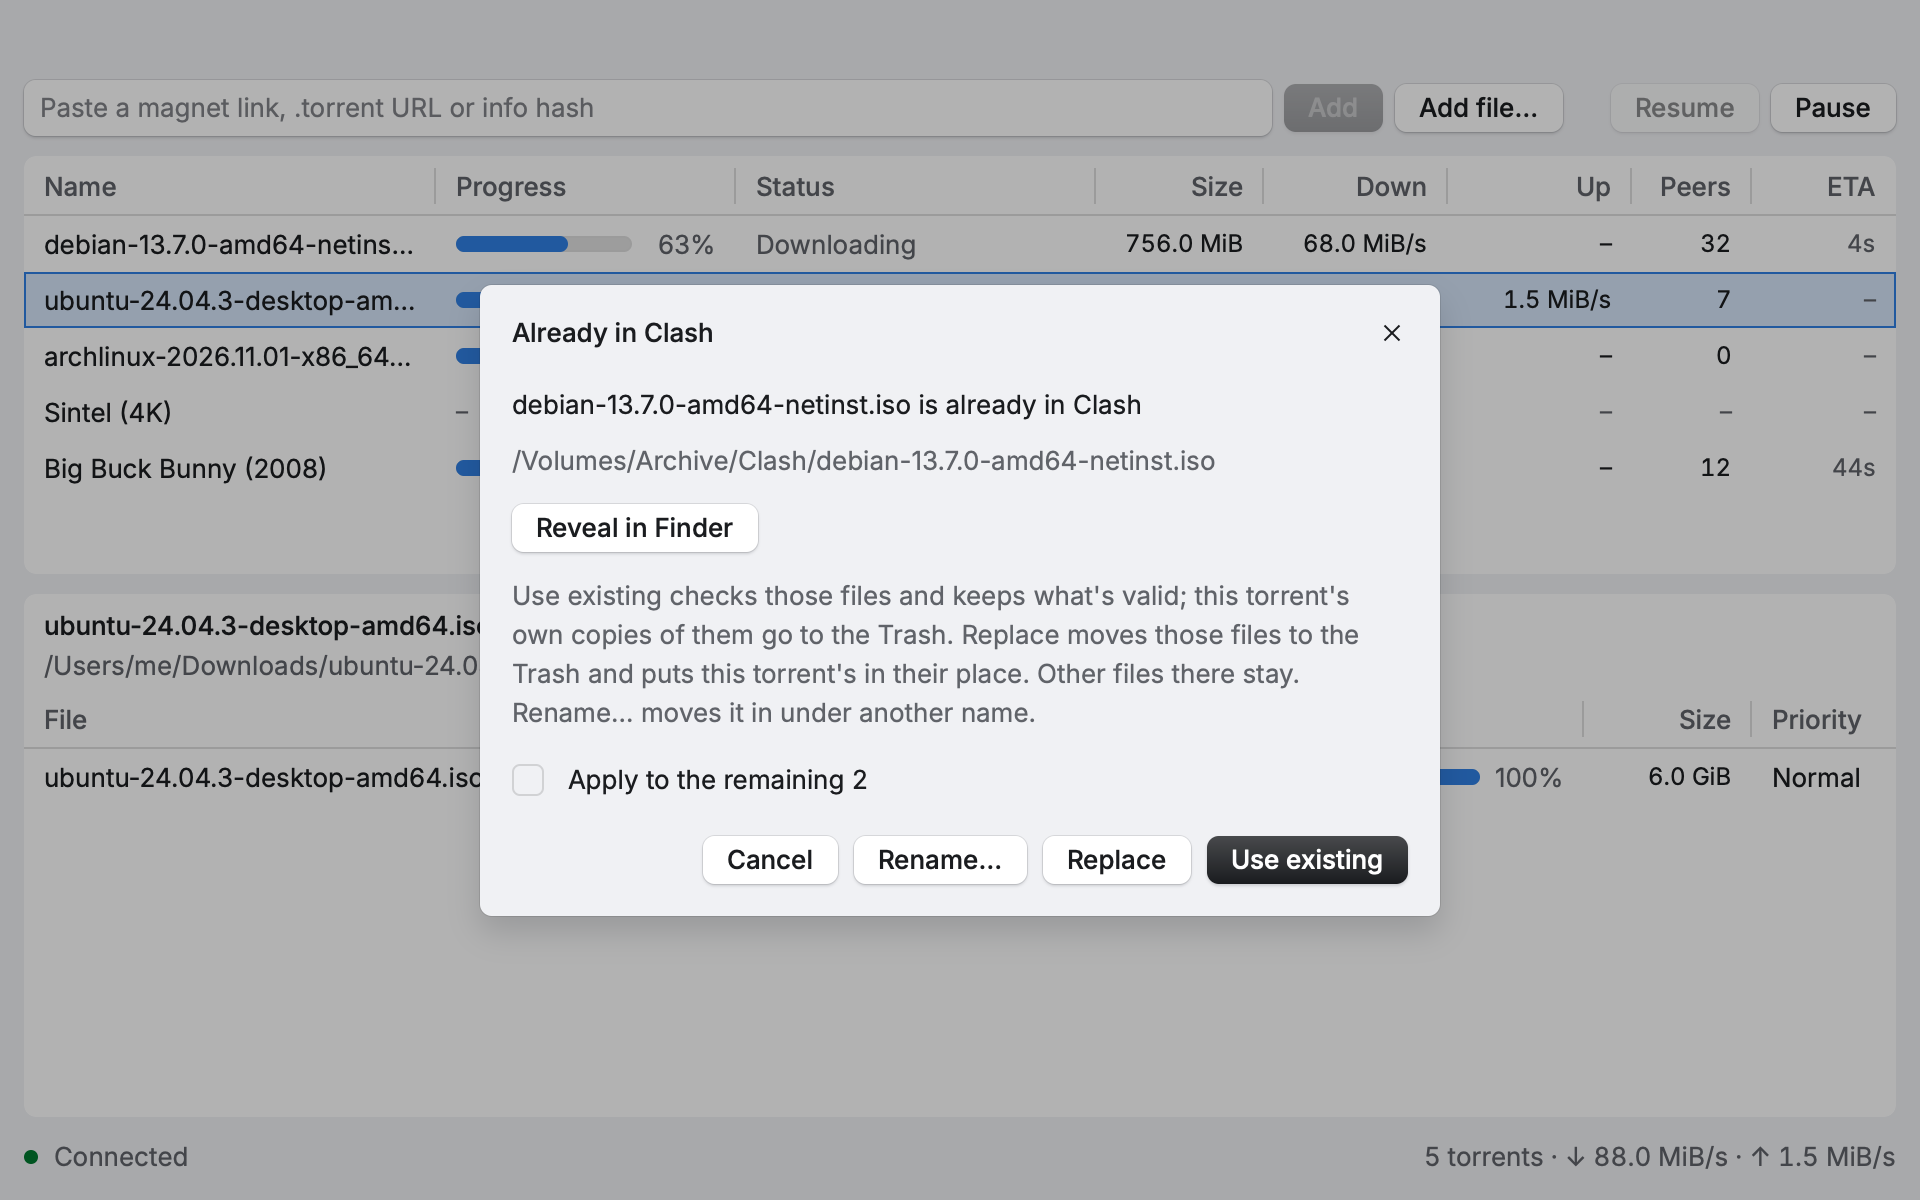 Paste a magnet link, .torrent URL or info hash
Add
Add file...
Resume
Pause
Name Progress Status Size Down Up Peers ETA
debian-13.7.0-amd64-netins... 63% Downloading 756.0 MiB 68.0 MiB/s – 32 4s
ubuntu-24.04.3-desktop-am... 1.5 MiB/s 7 –
archlinux-2026.11.01-x86_64... – 0 –
Sintel (4K) – – – –
Big Buck Bunny (2008) – 12 44s
Already in Clash
debian-13.7.0-amd64-netinst.iso is already in Clash
/Volumes/Archive/Clash/debian-13.7.0-amd64-netinst.iso
Reveal in Finder
Use existing checks those files and keeps what's valid; this torrent's
own copies of them go to the Trash. Replace moves those files to the
Trash and puts this torrent's in their place. Other files there stay.
Rename... moves it in under another name.
Apply to the remaining 2
Cancel
Rename...
Replace
Use existing
ubuntu-24.04.3-desktop-amd64.iso
/Users/me/Downloads/ubuntu-24.0
File Size Priority
ubuntu-24.04.3-desktop-amd64.iso 100% 6.0 GiB Normal
Connected
5 torrents · ↓ 88.0 MiB/s · ↑ 1.5 MiB/s